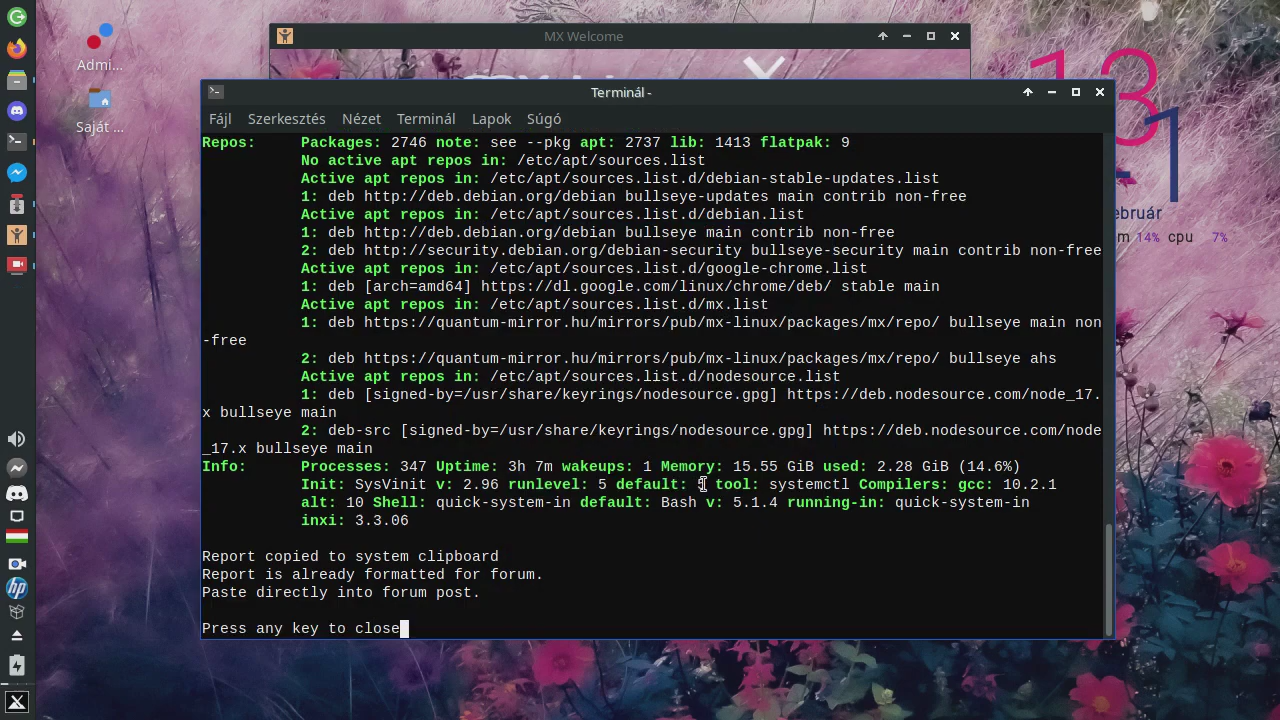 MX Welcome
Admi...
Saját ...
Terminál -
Fájl Szerkesztés Nézet Terminál Lapok Súgó
Repos: Packages: 2746 note: see --pkg apt: 2737 lib: 1413 flatpak: 9
No active apt repos in: /etc/apt/sources.list
Active apt repos in: /etc/apt/sources.list.d/debian-stable-updates.list
1: deb http://deb.debian.org/debian bullseye-updates main contrib non-free
Active apt repos in: /etc/apt/sources.list.d/debian.list
1: deb http://deb.debian.org/debian bullseye main contrib non-free
2: deb http://security.debian.org/debian-security bullseye-security main contrib non-free
Active apt repos in: /etc/apt/sources.list.d/google-chrome.list
1: deb [arch=amd64] https://dl.google.com/linux/chrome/deb/ stable main
Active apt repos in: /etc/apt/sources.list.d/mx.list
1: deb https://quantum-mirror.hu/mirrors/pub/mx-linux/packages/mx/repo/ bullseye main non
-free
2: deb https://quantum-mirror.hu/mirrors/pub/mx-linux/packages/mx/repo/ bullseye ahs
Active apt repos in: /etc/apt/sources.list.d/nodesource.list
1: deb [signed-by=/usr/share/keyrings/nodesource.gpg] https://deb.nodesource.com/node_17.
x bullseye main
2: deb-src [signed-by=/usr/share/keyrings/nodesource.gpg] https://deb.nodesource.com/node
_17.x bullseye main
Info: Processes: 347 Uptime: 3h 7m wakeups: 1 Memory: 15.55 GiB used: 2.28 GiB (14.6%)
Init: SysVinit v: 2.96 runlevel: 5 default: tool: systemctl Compilers: gcc: 10.2.1
alt: 10 Shell: quick-system-in default: Bash v: 5.1.4 running-in: quick-system-in
inxi: 3.3.06
Report copied to system clipboard
Report is already formatted for forum.
Paste directly into forum post.
Press any key to close
13
1
ebruár
m 14% cpu 7%
hp